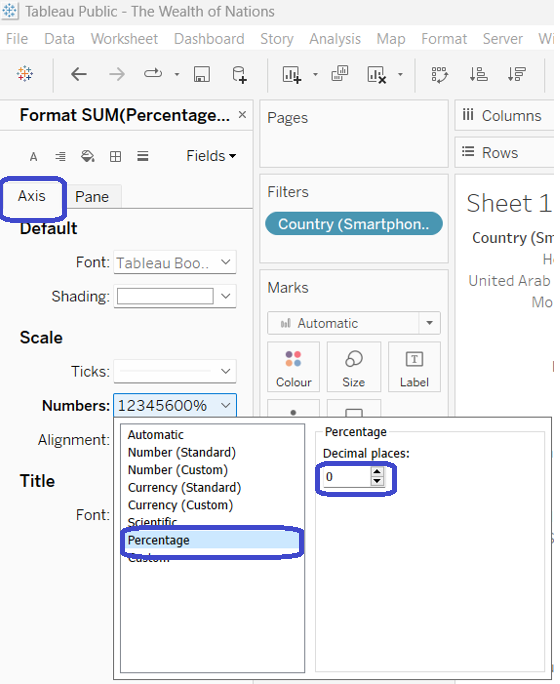 Tableau Public - The Wealth of Nations
File Data Worksheet Dashboard Story Analysis Map Format Server
Format SUM(Percentage... ×
Fields
Axis Pane
Default
Font: Tableau Boo..
Shading:
Scale
Ticks:
Numbers: 12345600%
Alignment:
Title
Font:
Automatic
Number (Standard)
Number (Custom)
Currency (Standard)
Currency (Custom)
Scientific
Percentage
Custom
Percentage
Decimal places:
0
Pages
Filters
Country (Smartphon..
Marks
Automatic
Colour Size Label
Columns
Rows
Sheet 1
Country (Sm
United Arab